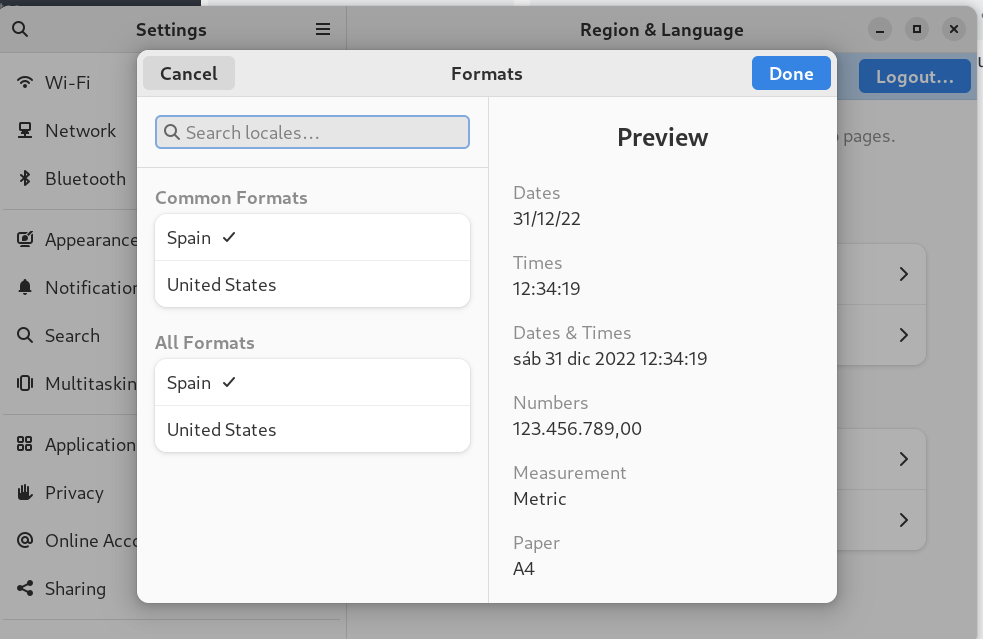 Settings
Region & Language
Cancel
Formats
Done
Logout...
Wi-Fi
Network
Bluetooth
Appearance
Search
Privacy
Sharing
pages.
Search locales...
Common Formats
Spain
United States
All Formats
Spain
United States
Preview
Dates
31/12/22
Times
12:34:19
Dates & Times
sáb 31 dic 2022 12:34:19
Numbers
123.456.789,00
Measurement
Metric
Paper
A4
Notification
Multitaskin
Application
Online Acco